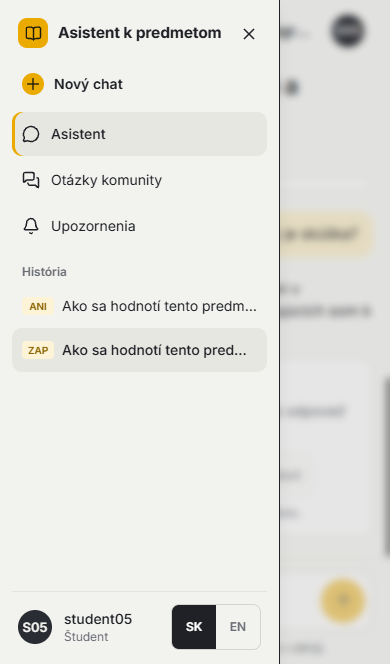 Asistent k predmetom
Nový chat
Asistent
Otázky komunity
Upozornenia
História
ANI Ako sa hodnotí tento predm...
ZAP Ako sa hodnotí tento pred...
S05 student05
Študent
SK EN